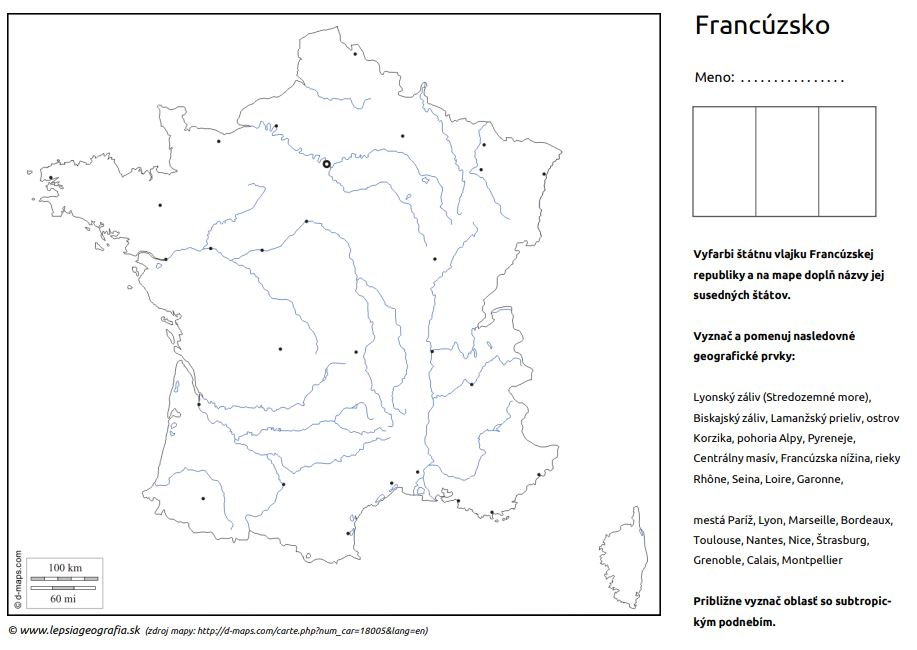 Francúzsko
Meno: . . . . . . . . . . . . . . . .
Vyfarbi štátnu vlajku Francúzskej
republiky a na mape doplň názvy jej
susedných štátov.
Vyznač a pomenuj nasledovné
geografické prvky:
Lyonský záliv (Stredozemné more),
Biskajský záliv, Lamanžský prieliv, ostrov
Korzika, pohoria Alpy, Pyreneje,
Centrálny masív, Francúzska nížina, rieky
Rhône, Seina, Loire, Garonne,
mestá Paríž, Lyon, Marseille, Bordeaux,
Toulouse, Nantes, Nice, Štrasburg,
Grenoble, Calais, Montpellier
Približne vyznač oblasť so subtropic-
kým podnebím.
© d-maps.com
100 km
60 mi
© www.lepsiageografia.sk (zdroj mapy: http://d-maps.com/carte.php?num_car=18005&lang=en)